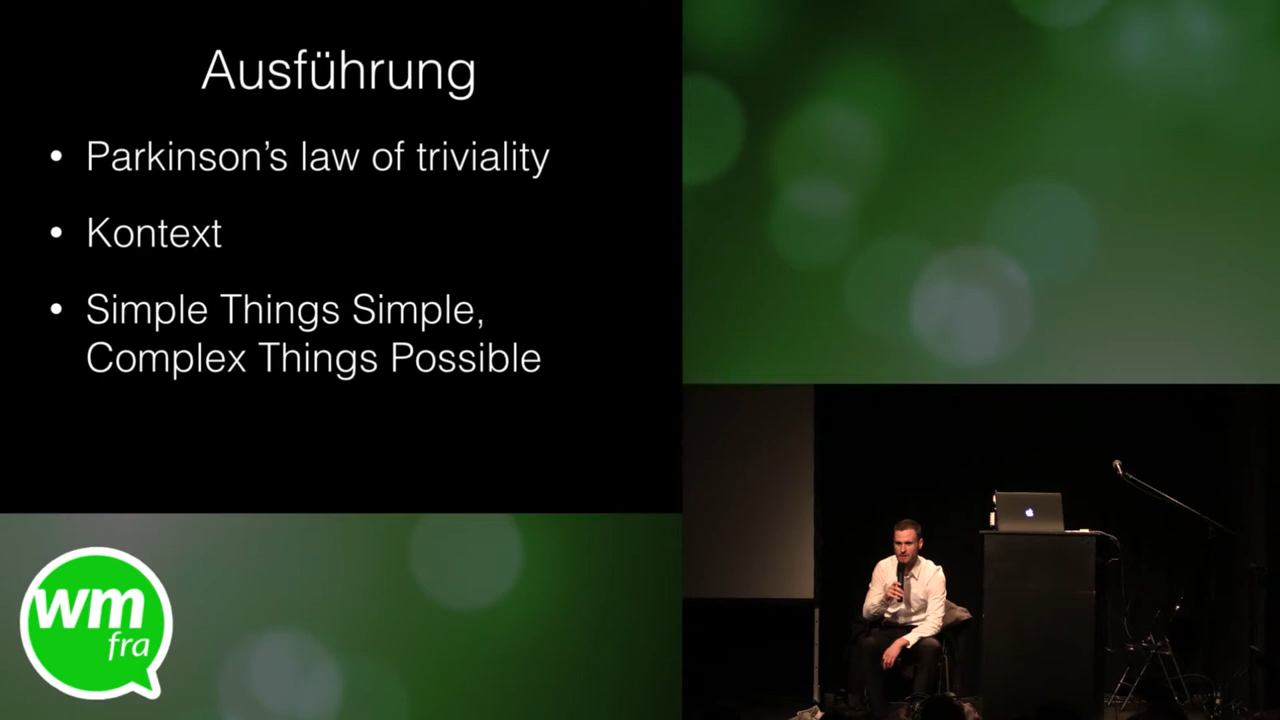 Ausführung
• Parkinson’s law of triviality
• Kontext
• Simple Things Simple,
Complex Things Possible
wm
fra